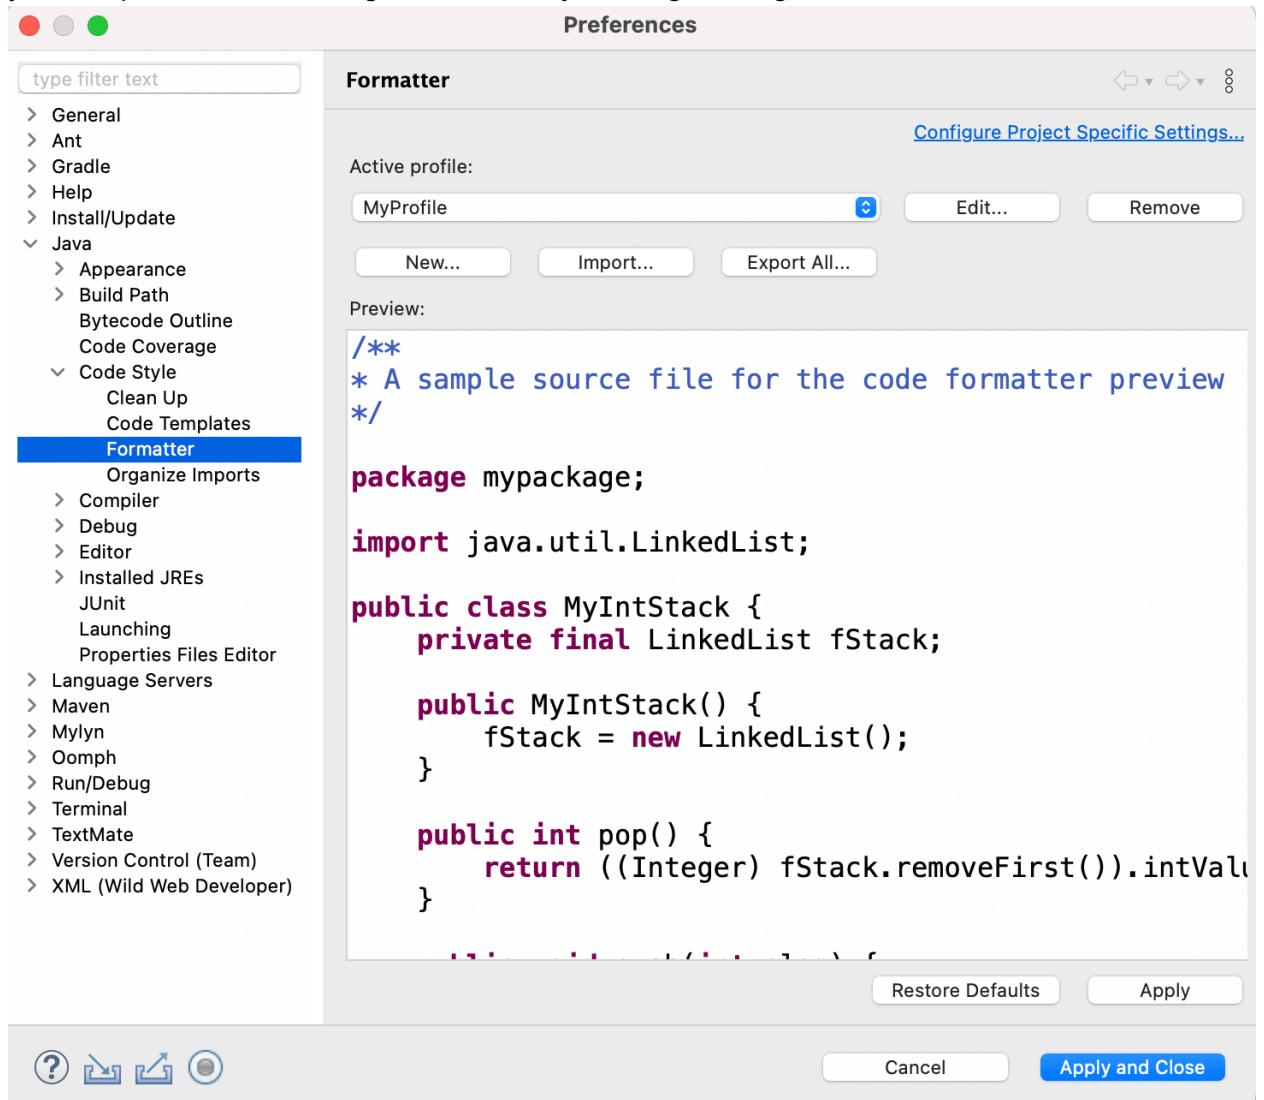 Preferences
type filter text
General
Ant
Gradle
Help
Install/Update
Java
Appearance
Build Path
Bytecode Outline
Code Coverage
Code Style
Clean Up
Code Templates
Formatter
Organize Imports
Compiler
Debug
Editor
Installed JREs
JUnit
Launching
Properties Files Editor
Language Servers
Maven
Mylyn
Oomph
Run/Debug
Terminal
TextMate
Version Control (Team)
XML (Wild Web Developer)
Formatter
Configure Project Specific Settings...
Active profile:
MyProfile
Edit...
Remove
New...
Import...
Export All...
Preview:
/**
* A sample source file for the code formatter preview
*/
package mypackage;
import java.util.LinkedList;
public class MyIntStack {
private final LinkedList fStack;
public MyIntStack() {
fStack = new LinkedList();
}
public int pop() {
return ((Integer) fStack.removeFirst()).intValu
}
Restore Defaults
Apply
?
Cancel
Apply and Close